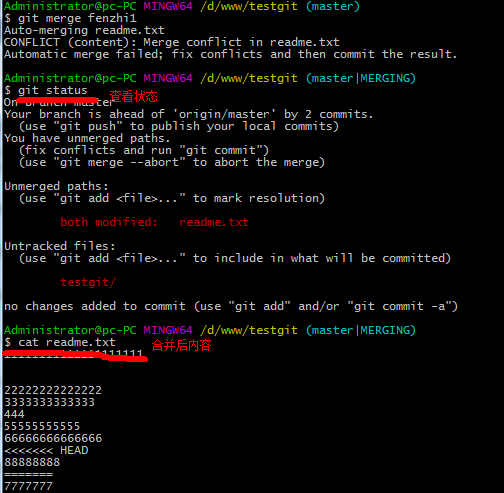 Administrator@pc-PC MINGW64 /d/www/testgit (master)
$ git merge fenzhi1
Auto-merging readme.txt
CONFLICT (content): Merge conflict in readme.txt
Automatic merge failed; fix conflicts and then commit the result.
Administrator@pc-PC MINGW64 /d/www/testgit (master|MERGING)
$ git status 查看状态
On branch master
Your branch is ahead of 'origin/master' by 2 commits.
(use "git push" to publish your local commits)
You have unmerged paths.
(fix conflicts and run "git commit")
(use "git merge --abort" to abort the merge)
Unmerged paths:
(use "git add <file>..." to mark resolution)
both modified: readme.txt
Untracked files:
(use "git add <file>..." to include in what will be committed)
testgit/
no changes added to commit (use "git add" and/or "git commit -a")
Administrator@pc-PC MINGW64 /d/www/testgit (master|MERGING)
$ cat readme.txt 合并后内容
22222222222222
3333333333333
444
55555555555
66666666666666
<<<<<<< HEAD
88888888
=======
7777777